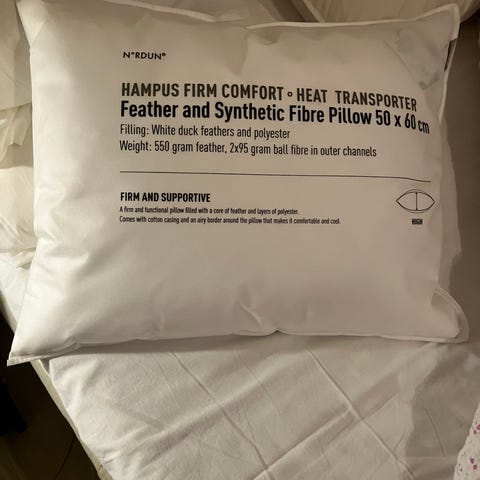 N°RDUN®
HAMPUS FIRM COMFORT ∘ HEAT TRANSPORTER
Feather and Synthetic Fibre Pillow 50 x 60 cm
Filling: White duck feathers and polyester
Weight: 550 gram feather, 2x95 gram ball fibre in outer channels
FIRM AND SUPPORTIVE
A firm and functional pillow filled with a core of feather and layers of polyester.
Comes with cotton casing and an airy border around the pillow that makes it comfortable and cool.
HIGH